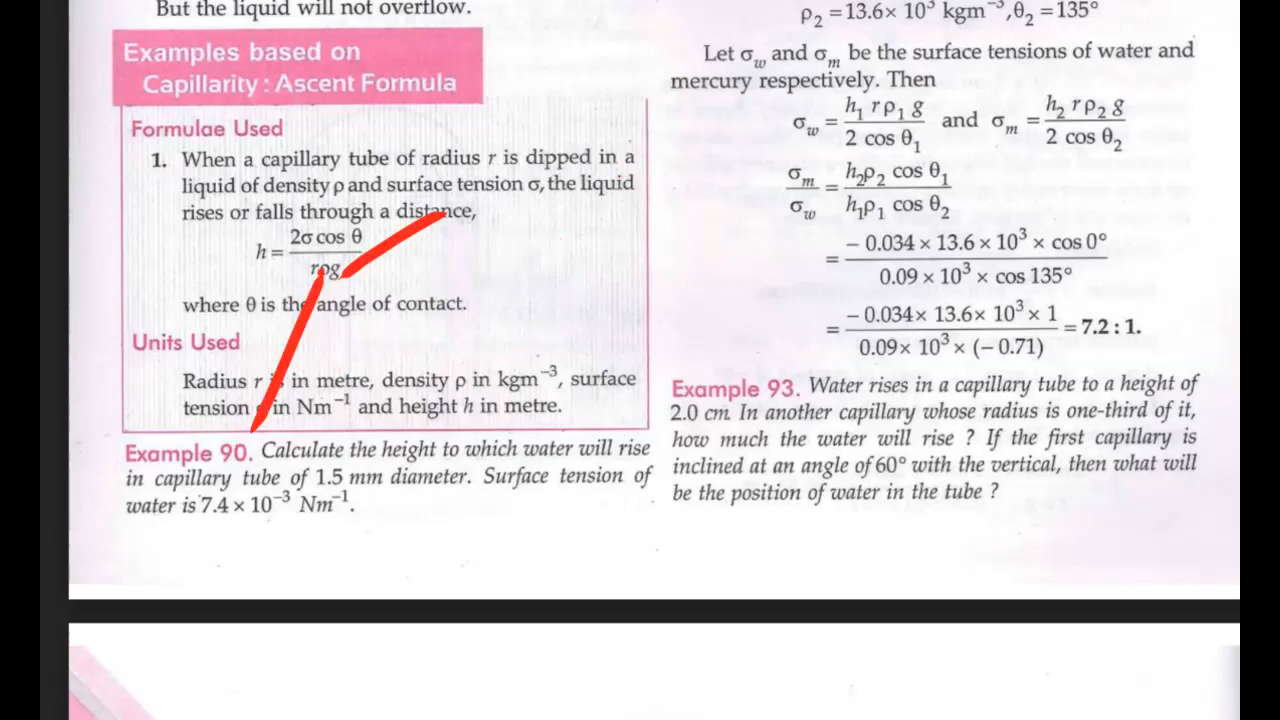 But the liquid will not overflow.
Examples based on
Capillarity : Ascent Formula
Formulae Used
1. When a capillary tube of radius r is dipped in a
liquid of density ρ and surface tension σ, the liquid
rises or falls through a distance,
h = 2σ cos θ / rρg
where θ is the angle of contact.
Units Used
Radius r is in metre, density ρ in kgm⁻³, surface
tension σ in Nm⁻¹ and height h in metre.
Example 90. Calculate the height to which water will rise
in capillary tube of 1.5 mm diameter. Surface tension of
water is 7.4 × 10⁻³ Nm⁻¹.
ρ₂ = 13.6 × 10³ kgm⁻³, θ₂ = 135°
Let σw and σm be the surface tensions of water and
mercury respectively. Then
σw = h₁ r ρ₁ g / 2 cos θ₁ and σm = h₂ r ρ₂ g / 2 cos θ₂
σm / σw = h₂ρ₂ cos θ₁ / h₁ρ₁ cos θ₂
= − 0.034 × 13.6 × 10³ × cos 0° / 0.09 × 10³ × cos 135°
= − 0.034 × 13.6 × 10³ × 1 / 0.09 × 10³ × (− 0.71) = 7.2 : 1.
Example 93. Water rises in a capillary tube to a height of
2.0 cm. In another capillary whose radius is one-third of it,
how much the water will rise ? If the first capillary is
inclined at an angle of 60° with the vertical, then what will
be the position of water in the tube ?